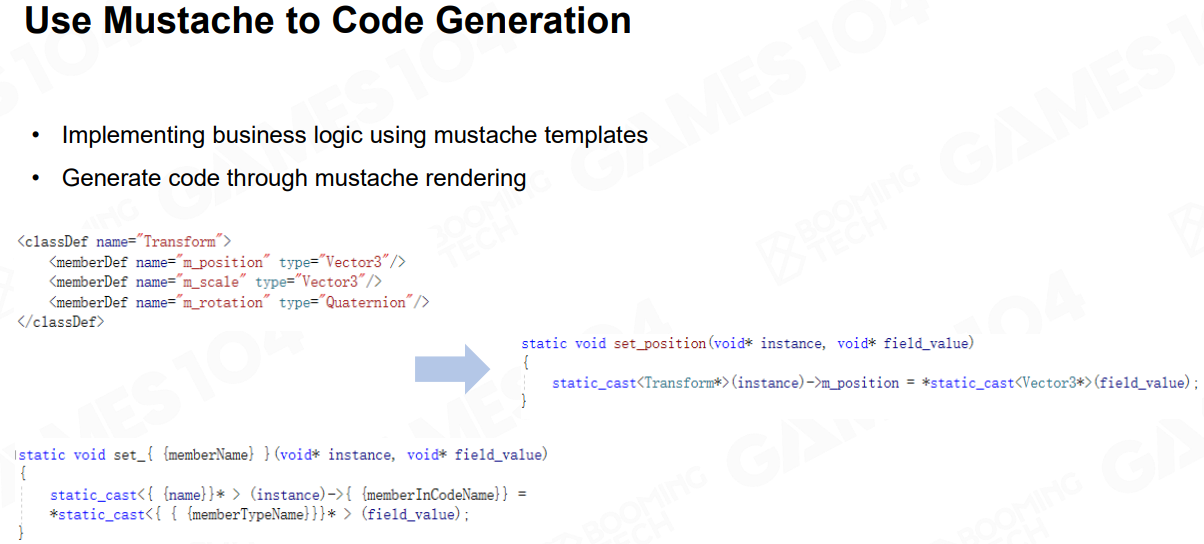 Use Mustache to Code Generation
• Implementing business logic using mustache templates
• Generate code through mustache rendering
<classDef name="Transform">
    <memberDef name="m_position" type="Vector3"/>
    <memberDef name="m_scale" type="Vector3"/>
    <memberDef name="m_rotation" type="Quaternion"/>
</classDef>
static void set_position(void* instance, void* field_value)
{
    static_cast<Transform*>(instance)->m_position = *static_cast<Vector3*>(field_value);
}
static void set_{ {memberName} }(void* instance, void* field_value)
{
    static_cast<{ {name}}* > (instance)->{ {memberInCodeName}} =
    *static_cast<{ { {memberTypeName}}}* > (field_value);
}
GAMES104
BOOMING
TECH